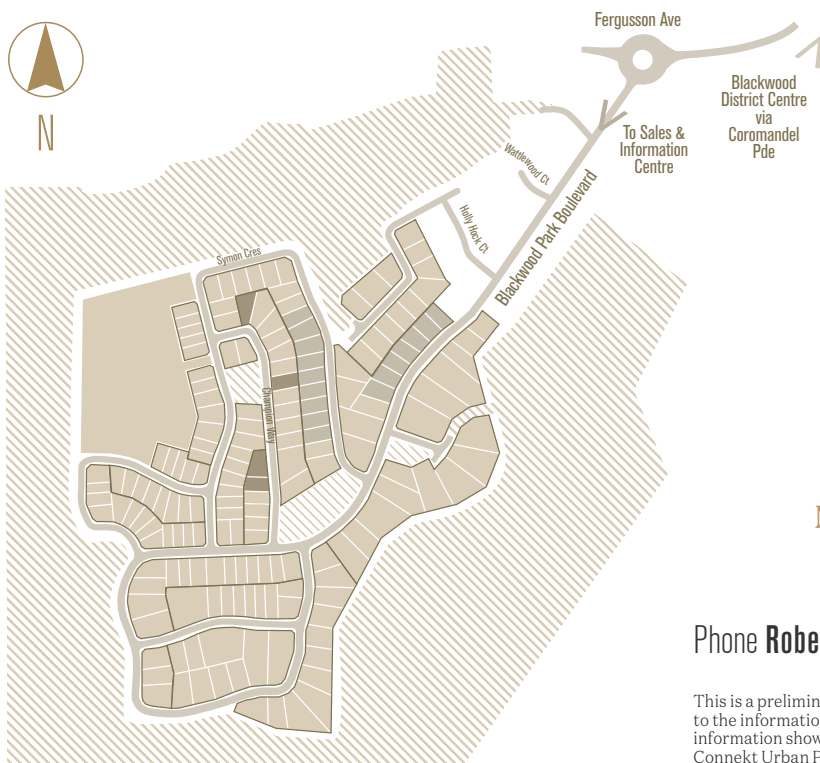 Fergusson Ave
N
Blackwood
District Centre
via
Coromandel
Pde
To Sales &
Information
Centre
Wattlewood Ct
Holly Hock Ct
Blackwood Park Boulevard
Symon Cres
Champion Way
Phone Robe
This is a prelimin
to the informatio
information show
Connekt Urban P